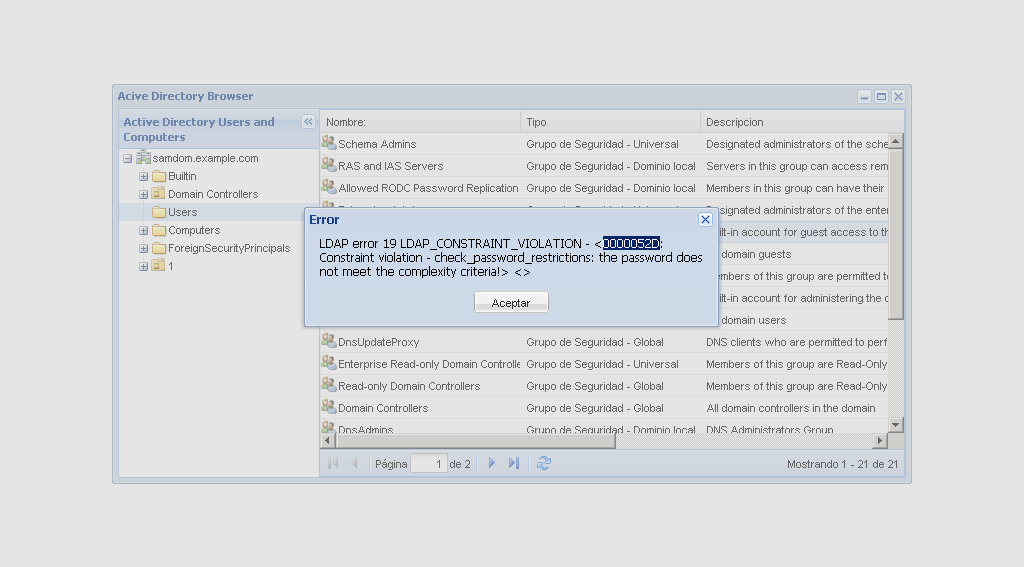 Acive Directory Browser
Active Directory Users and
Computers
Nombre:
Tipo
Descripcion
samdom.example.com
Builtin
Domain Controllers
Users
Computers
ForeignSecurityPrincipals
1
Schema Admins
Grupo de Seguridad - Universal
Designated administrators of the sche
RAS and IAS Servers
Grupo de Seguridad - Dominio local
Servers in this group can access rem
Allowed RODC Password Replication
Grupo de Seguridad - Dominio local
Members in this group can have their
signated administrators of the enter
ilt-in account for guest access to th
domain guests
embers of this group are permitted t
ilt-in account for administering the c
domain users
Error
LDAP error 19 LDAP_CONSTRAINT_VIOLATION - <0000052D:
Constraint violation - check_password_restrictions: the password does
not meet the complexity criteria!> <>
Aceptar
DnsUpdateProxy
Grupo de Seguridad - Global
DNS clients who are permitted to perf
Enterprise Read-only Domain Controlle
Grupo de Seguridad - Universal
Members of this group are Read-Only
Read-only Domain Controllers
Grupo de Seguridad - Global
Members of this group are Read-Only
Domain Controllers
Grupo de Seguridad - Global
All domain controllers in the domain
DnsAdmins
Grupo de Seguridad - Dominio local
DNS Administrators Group
Página 1 de 2
Mostrando 1 - 21 de 21